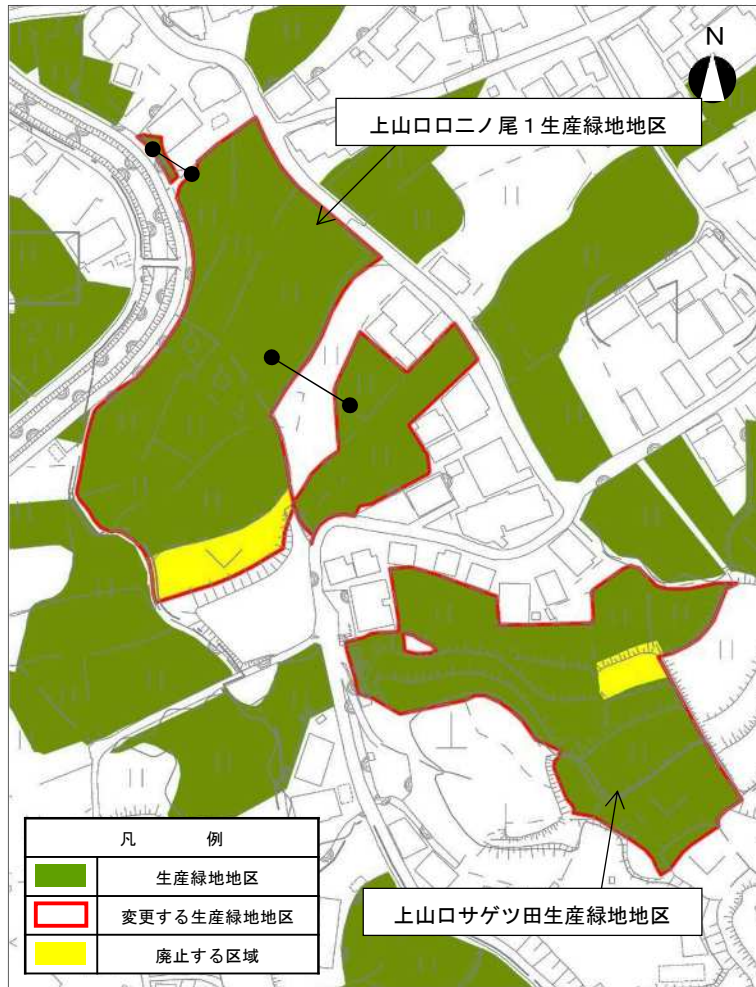 N
上山口口ニノ尾1生産緑地地区
上山口サゲツ田生産緑地地区
凡 例
生産緑地地区
変更する生産緑地地区
廃止する区域